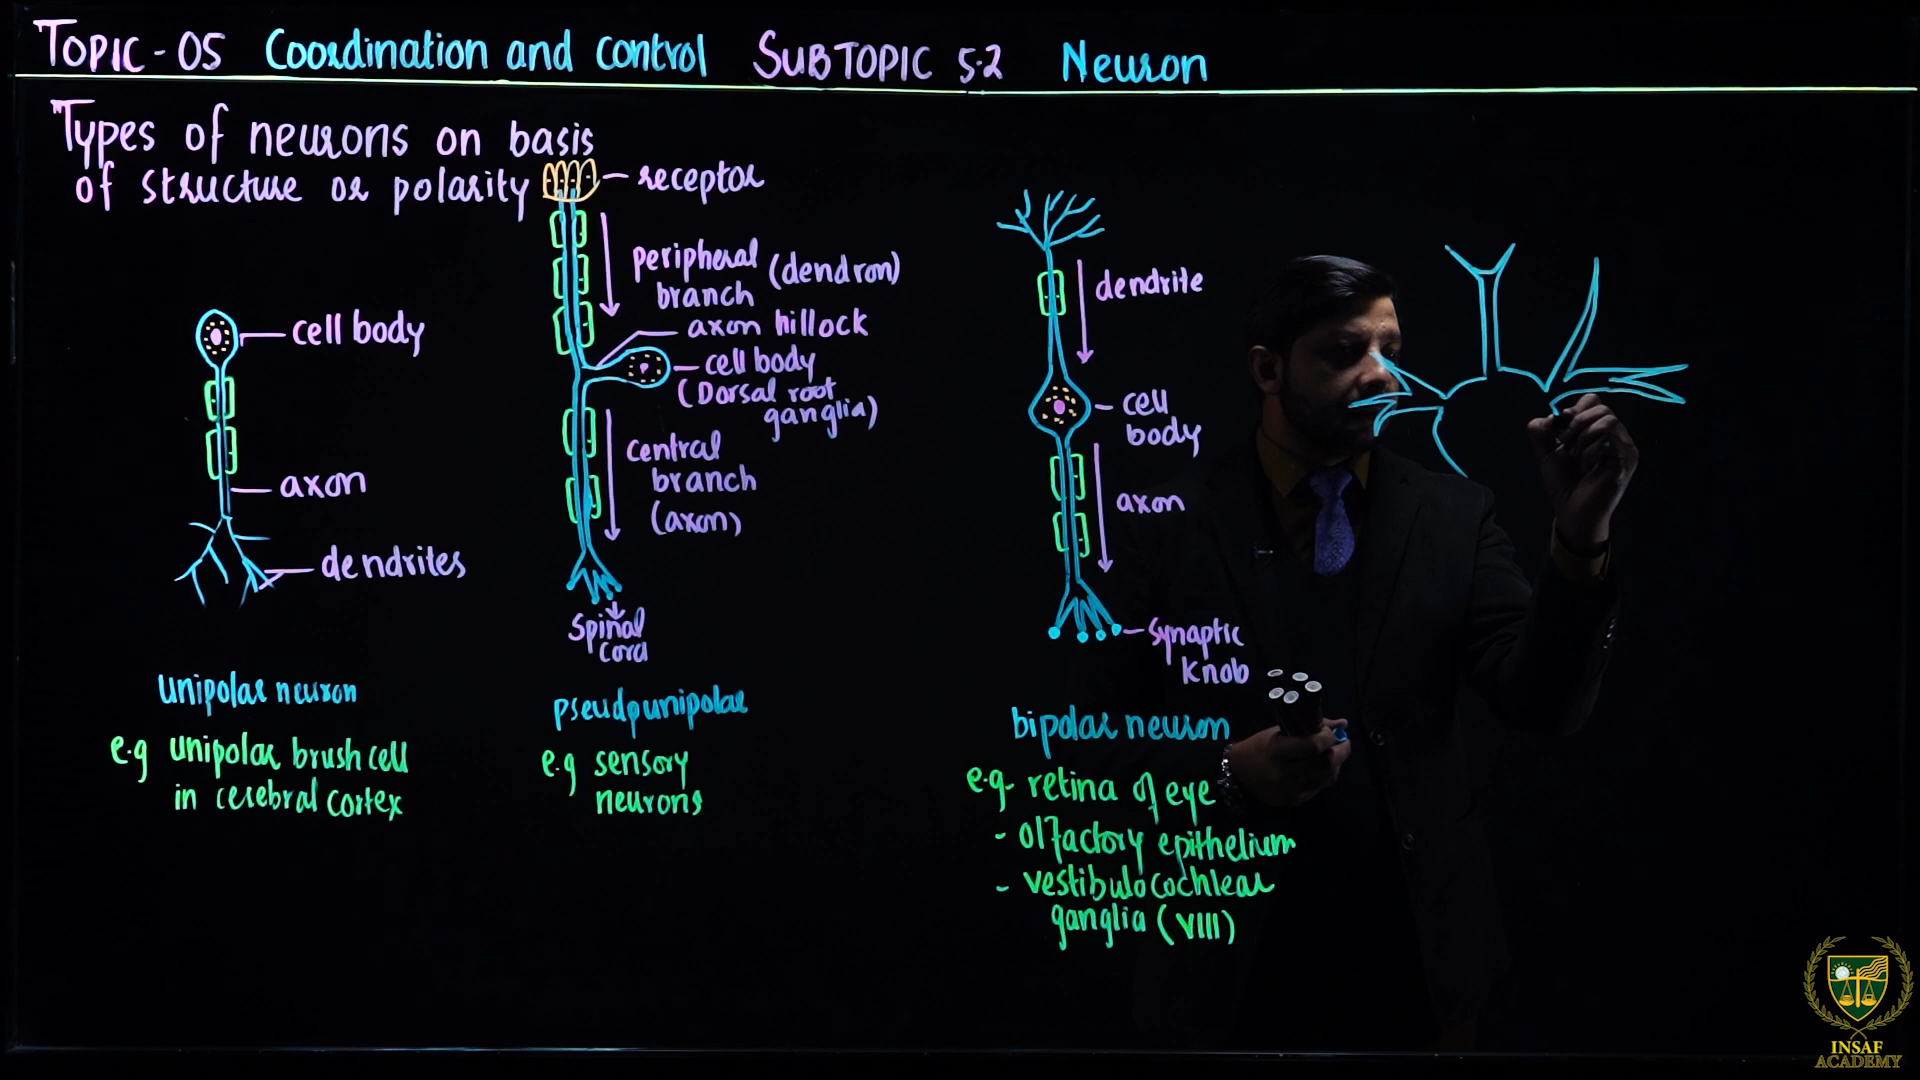 TOPIC - 05 Coordination and control SUBTOPIC 5.2 Neuron
Types of neurons on basis
of structure or polarity
receptor
peripheral (dendron)
branch
axon hillock
cell body
(Dorsal root
ganglia)
central
branch
(axon)
Spinal
Cord
pseudpunipolar
e.g sensory
neurons
cell body
axon
dendrites
unipolar neuron
e.g unipolar brush cell
in cerebral cortex
dendrite
cell
body
axon
Synaptic
knob
bipolar neuron
e.g- retina of eye
- olfactory epithelium
- vestibulocochlear
ganglia (VIII)
INSAF
ACADEMY